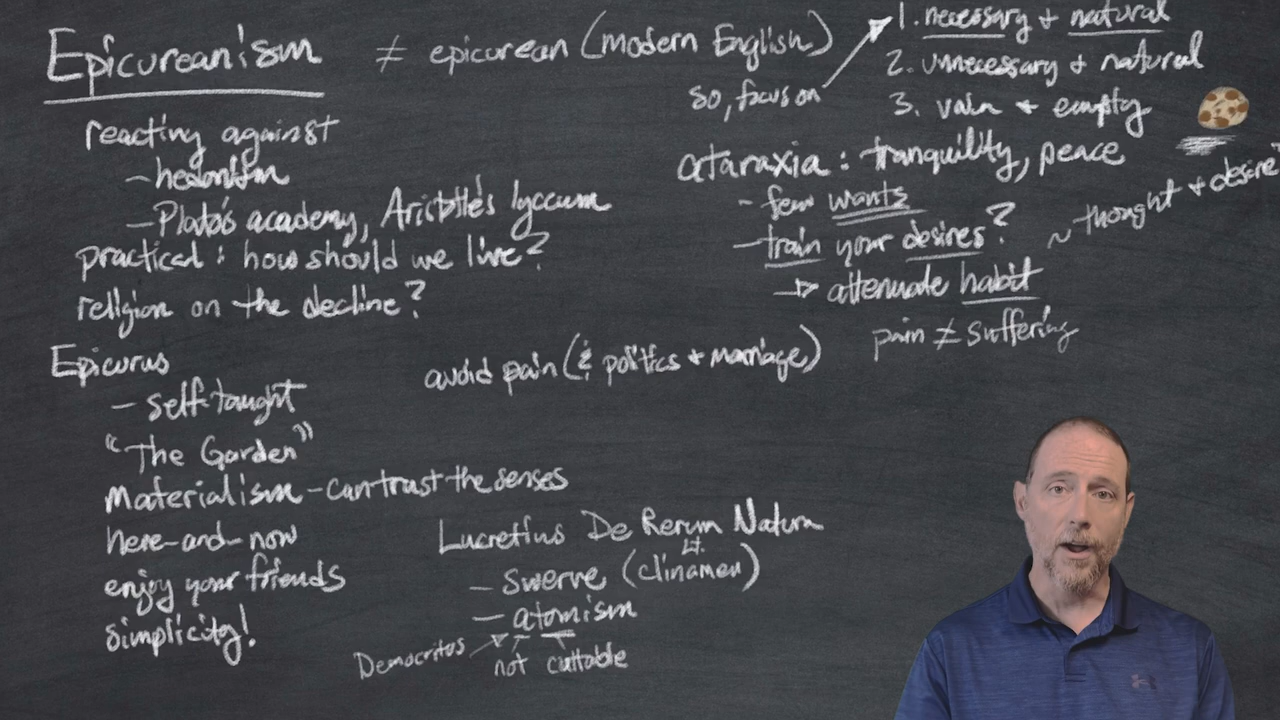 Epicureanism ≠ epicurean (modern English)
reacting against
- hedonism
- Plato's academy, Aristotle's lyceum
practical: how should we live?
religion on the decline?
Epicurus
- self-taught
"The Garden"
Materialism - can trust the senses
here-and-now
enjoy your friends
simplicity!
avoid pain (& politics + marriage)
Lucretius De Rerum Natura
Lt.
- swerve (clinamen)
- atomism
Democritos
not cuttable
so, focus on
1. necessary + natural
2. unnecessary + natural
3. vain + empty
ataraxia: tranquility, peace
- few wants
- train your desires?
~ thought + desire
→ attenuate habit
pain ≠ suffering